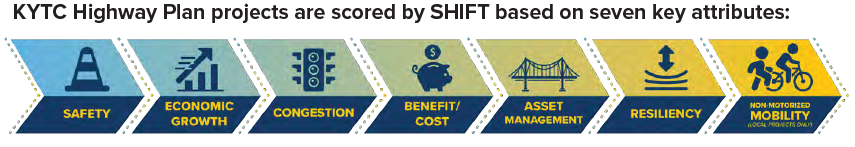 KYTC Highway Plan projects are scored by SHIFT based on seven key attributes:
SAFETY
ECONOMIC
GROWTH
CONGESTION
$
BENEFIT/
COST
ASSET
MANAGEMENT
RESILIENCY
NON-MOTORIZED
MOBILITY
(LOCAL PROJECTS ONLY)